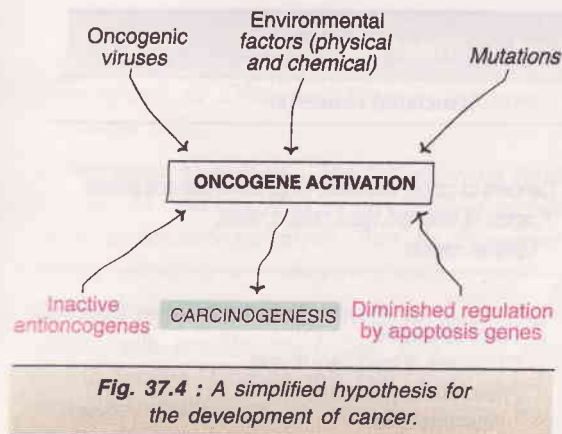 Oncogenic
viruses
Environmental
factors (physical
and chemical)
Mutations
ONCOGENE ACTIVATION
Inactive
antioncogenes
CARCINOGENESIS
Diminished regulation
by apoptosis genes
Fig. 37.4 : A simplified hypothesis for
the development of cancer.